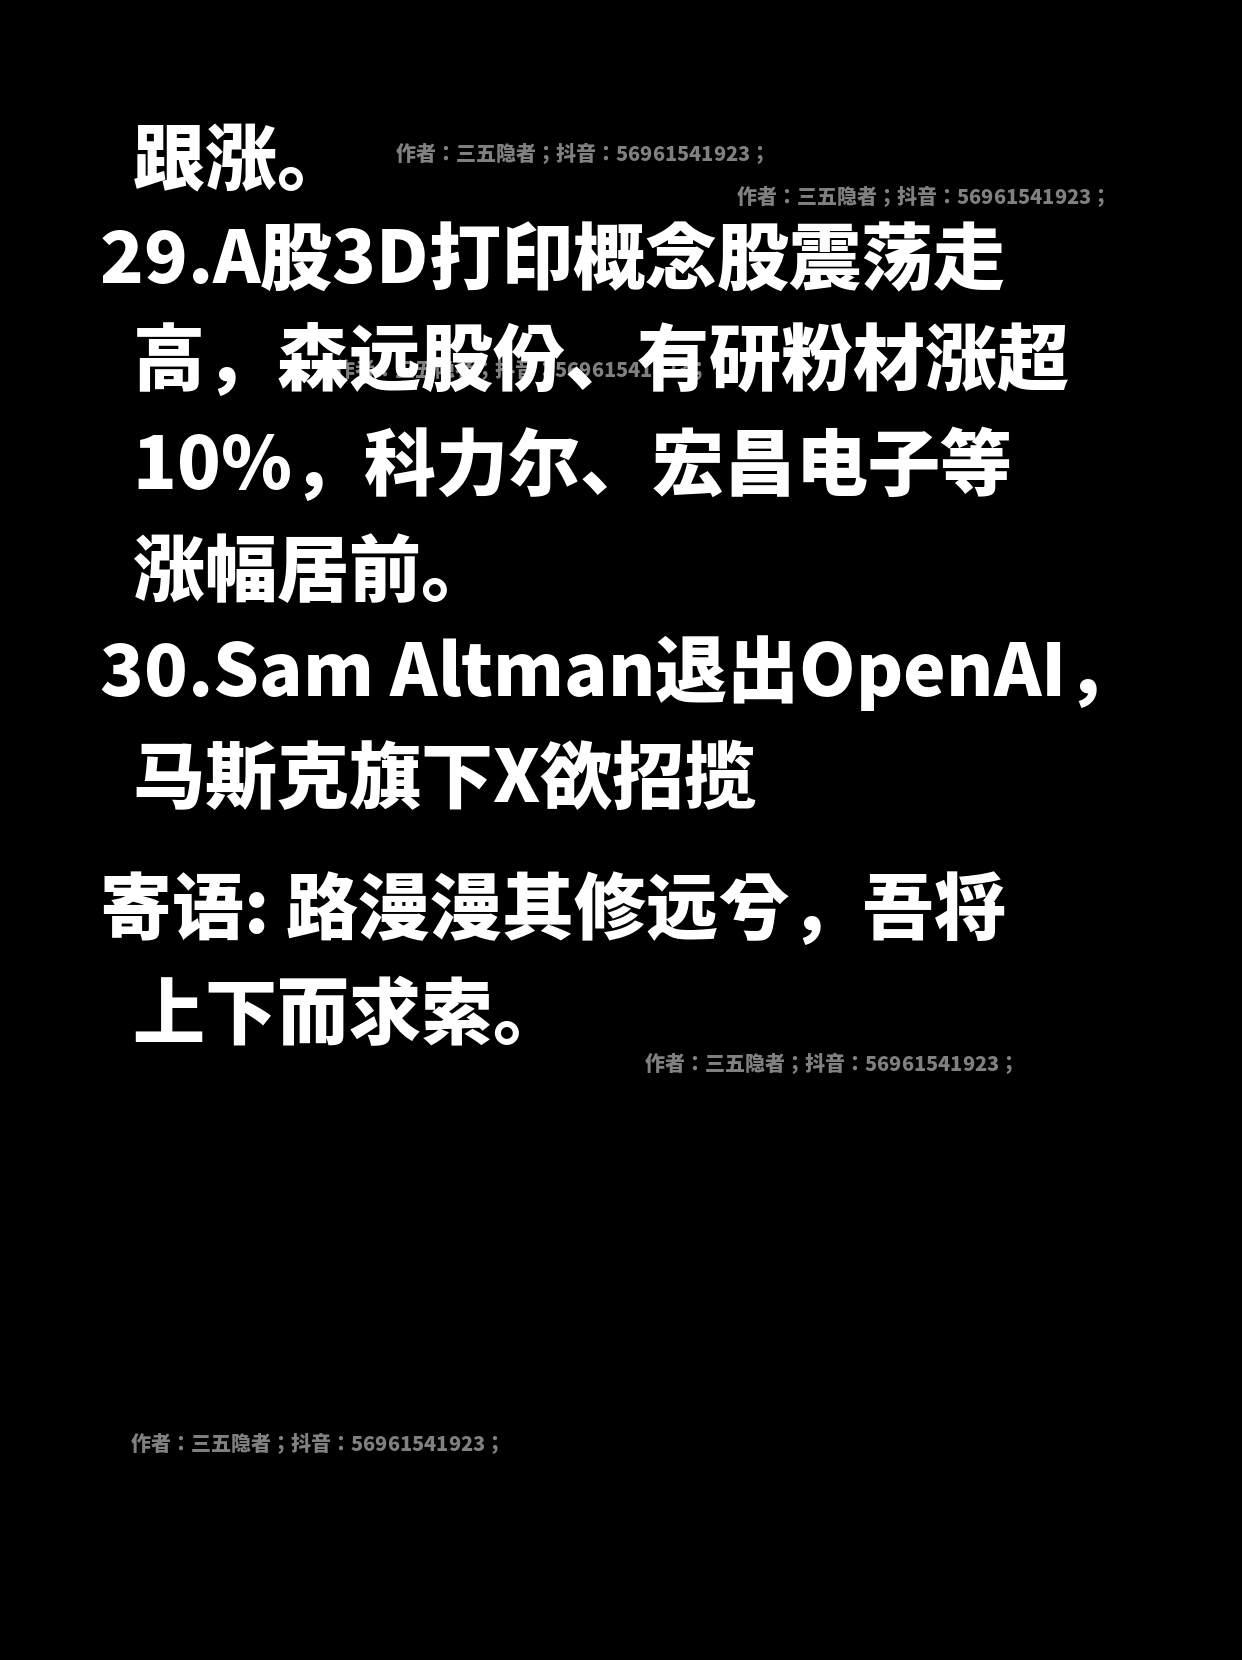 跟涨。
作者：三五隐者；抖音：56961541923；
作者：三五隐者；抖音：56961541923；
29.A股3D打印概念股震荡走
高，森远股份、有研粉材涨超
10%，科力尔、宏昌电子等
涨幅居前。
30.Sam Altman退出OpenAI，
马斯克旗下X欲招揽
寄语: 路漫漫其修远兮，吾将
上下而求索。
作者：三五隐者；抖音：56961541923；
作者：三五隐者；抖音：56961541923；